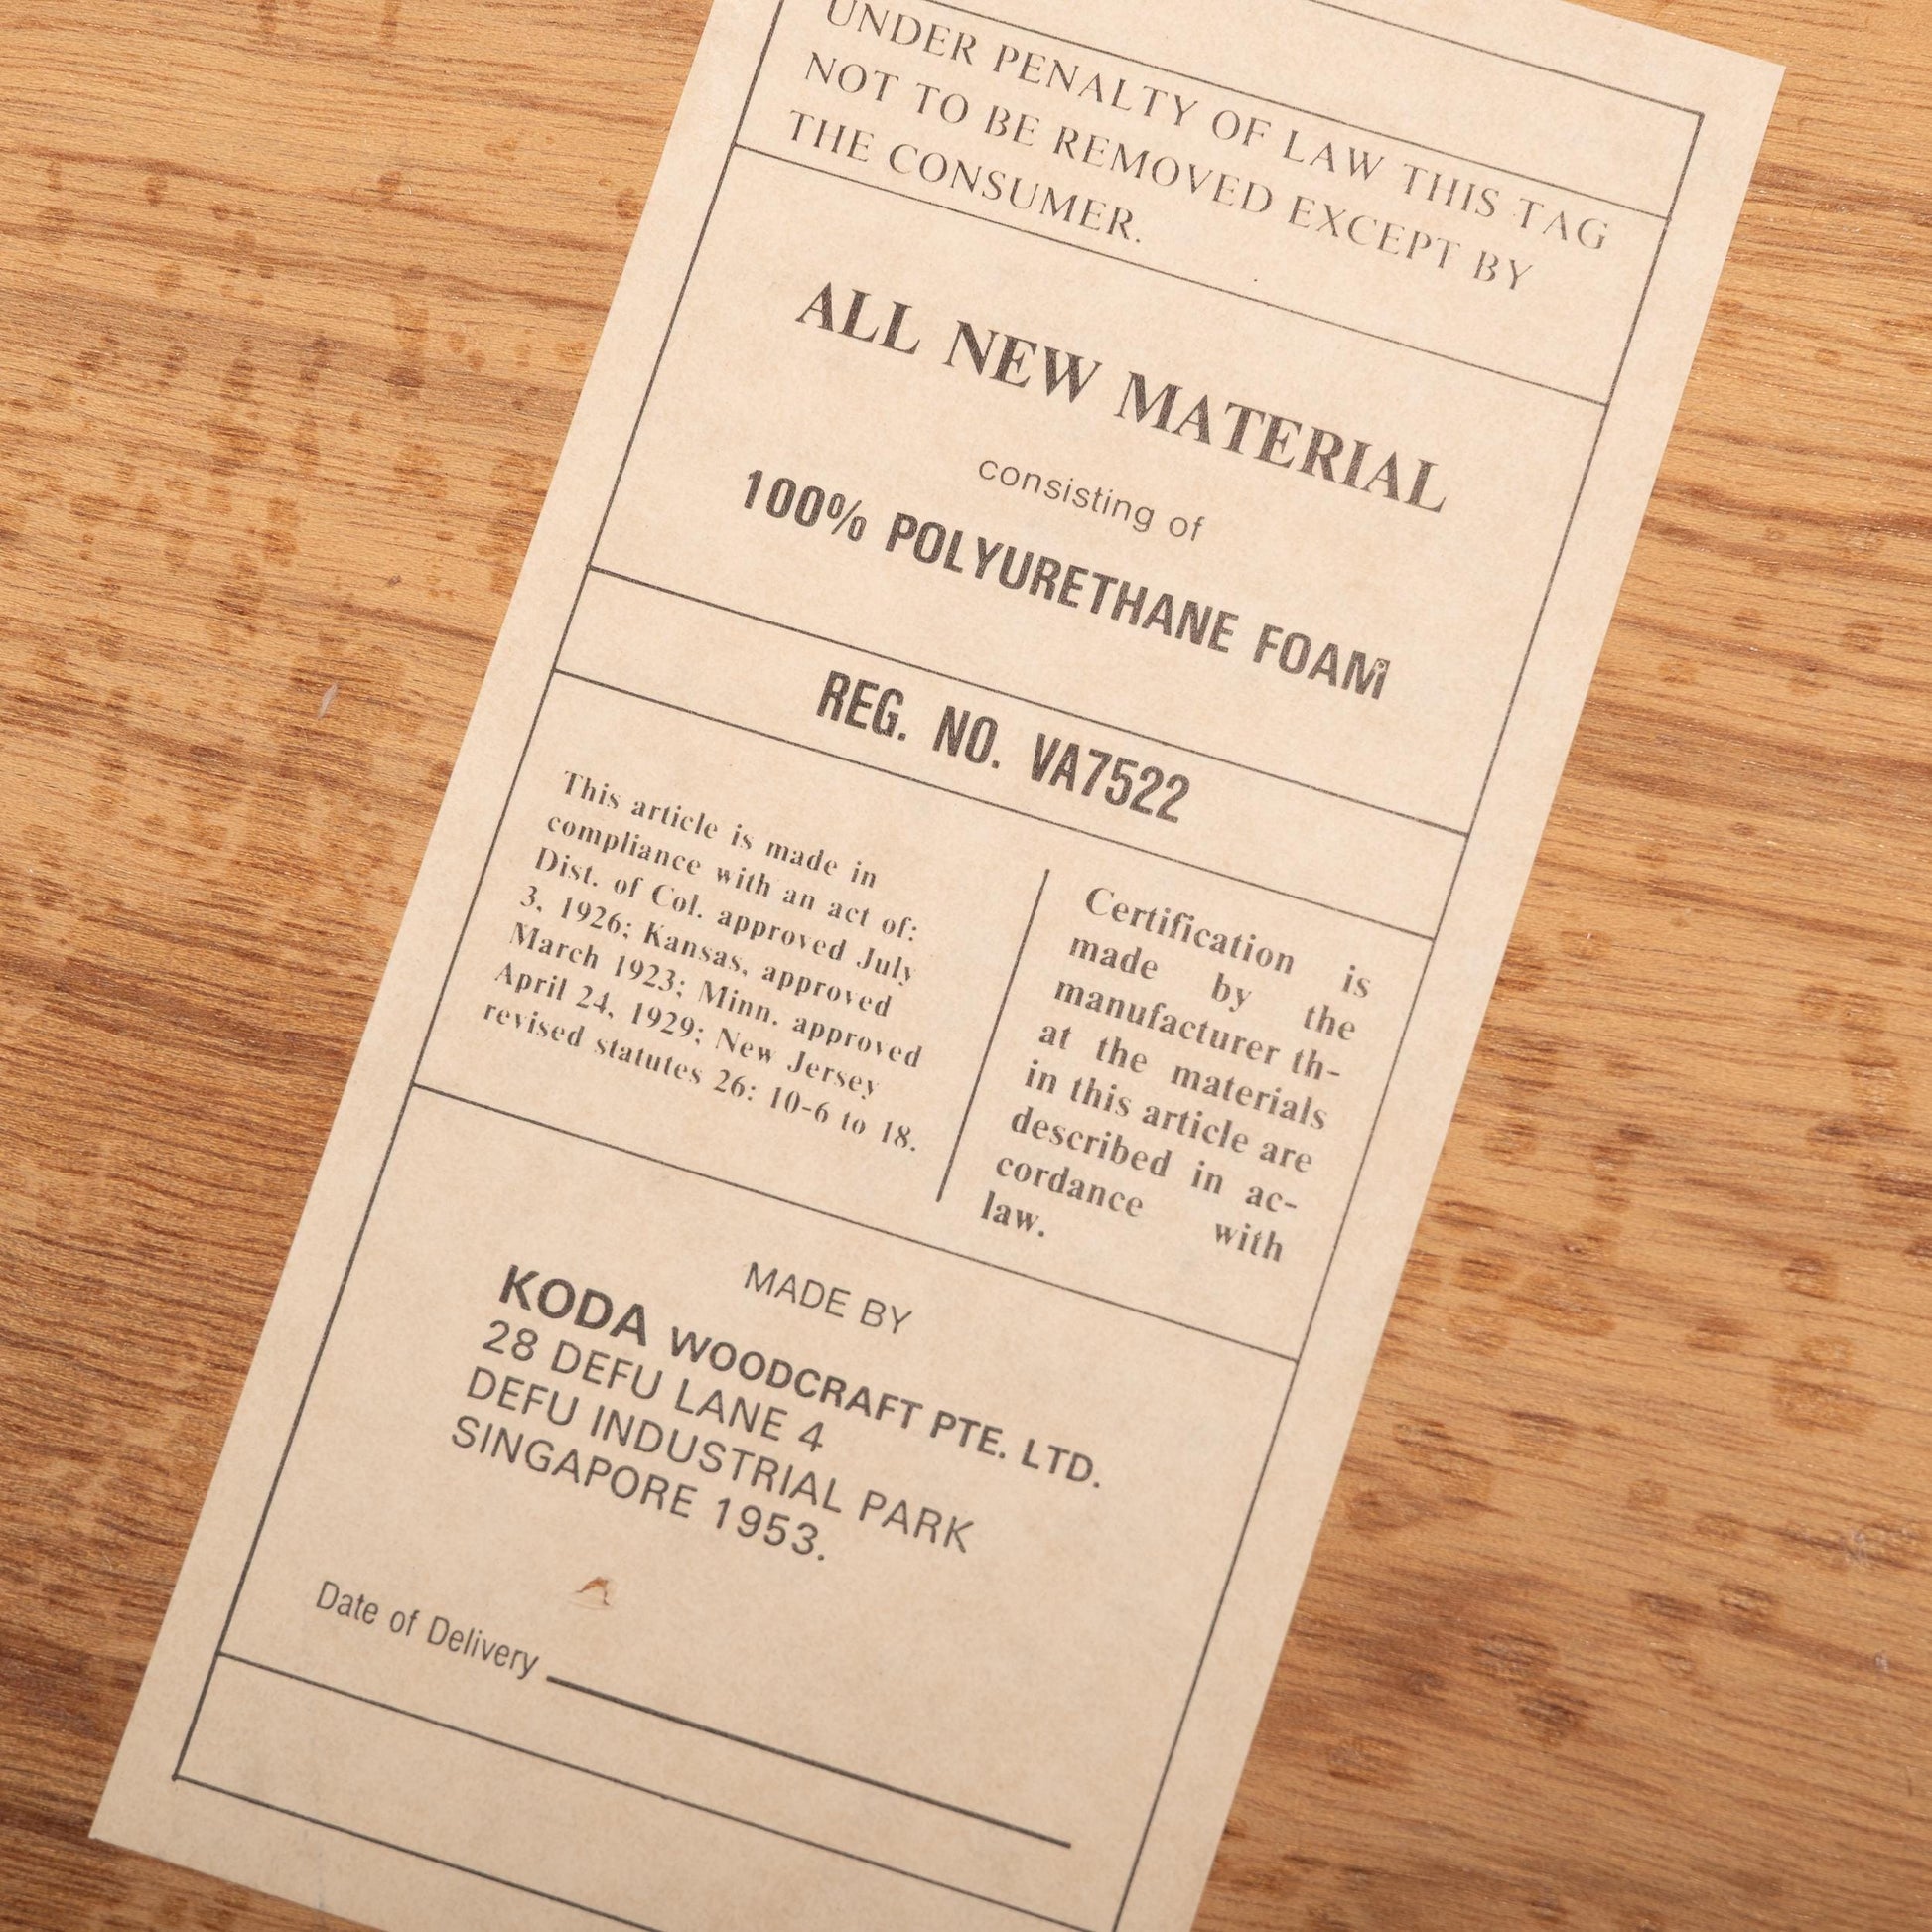 UNDER PENALTY OF LAW THIS TAG
NOT TO BE REMOVED EXCEPT BY
THE CONSUMER.
ALL NEW MATERIAL
consisting of
100% POLYURETHANE FOAM
REG. NO. VA7522
This article is made in
compliance with an act of:
Dist. of Col. approved July
3, 1926; Kansas, approved
March 1923; Minn. approved
April 24, 1929; New Jersey
revised statutes 26: 10-6 to 18.
Certification is
made by the
manufacturer th-
at the materials
in this article are
described in ac-
cordance with
law.
MADE BY
KODA WOODCRAFT PTE. LTD.
28 DEFU LANE 4
DEFU INDUSTRIAL PARK
SINGAPORE 1953.
Date of Delivery